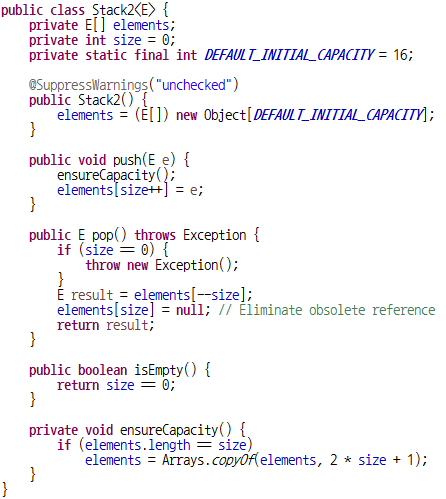 public class Stack2<E> {
    private E[] elements;
    private int size = 0;
    private static final int DEFAULT_INITIAL_CAPACITY = 16;

    @SuppressWarnings("unchecked")
    public Stack2() {
        elements = (E[]) new Object[DEFAULT_INITIAL_CAPACITY];
    }

    public void push(E e) {
        ensureCapacity();
        elements[size++] = e;
    }

    public E pop() throws Exception {
        if (size == 0) {
            throw new Exception();
        }
        E result = elements[--size];
        elements[size] = null; // Eliminate obsolete reference
        return result;
    }

    public boolean isEmpty() {
        return size == 0;
    }

    private void ensureCapacity() {
        if (elements.length == size)
            elements = Arrays.copyOf(elements, 2 * size + 1);
    }
}